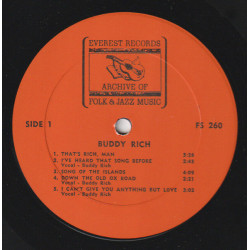 EVEREST RECORDS
ARCHIVE OF
FOLK & JAZZ MUSIC
SIDE 1
FS 260
BUDDY RICH
1. THAT'S RICH, MAN
2. I'VE HEARD THAT SONG BEFORE
Vocal - Buddy Rich
3. SONG OF THE ISLANDS
4. DOWN THE OLD OX ROAD
Vocal - Buddy Rich
5. I CAN'T GIVE YOU ANYTHING BUT LOVE
Vocal - Buddy Rich